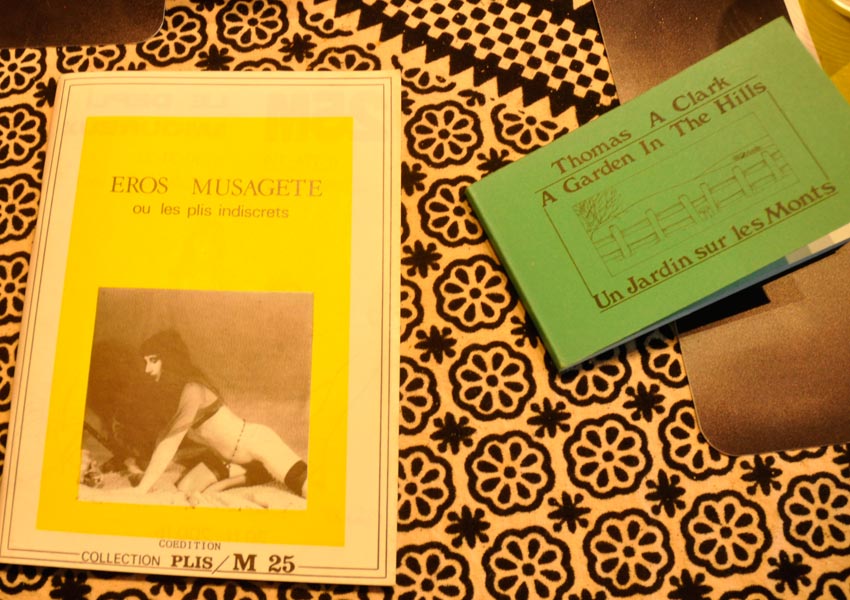 EROS MUSAGETE
ou les plis indiscrets
COEDITION
COLLECTION PLIS/M 25
Thomas A Clark
A Garden In The Hills
Un Jardin sur les Monts